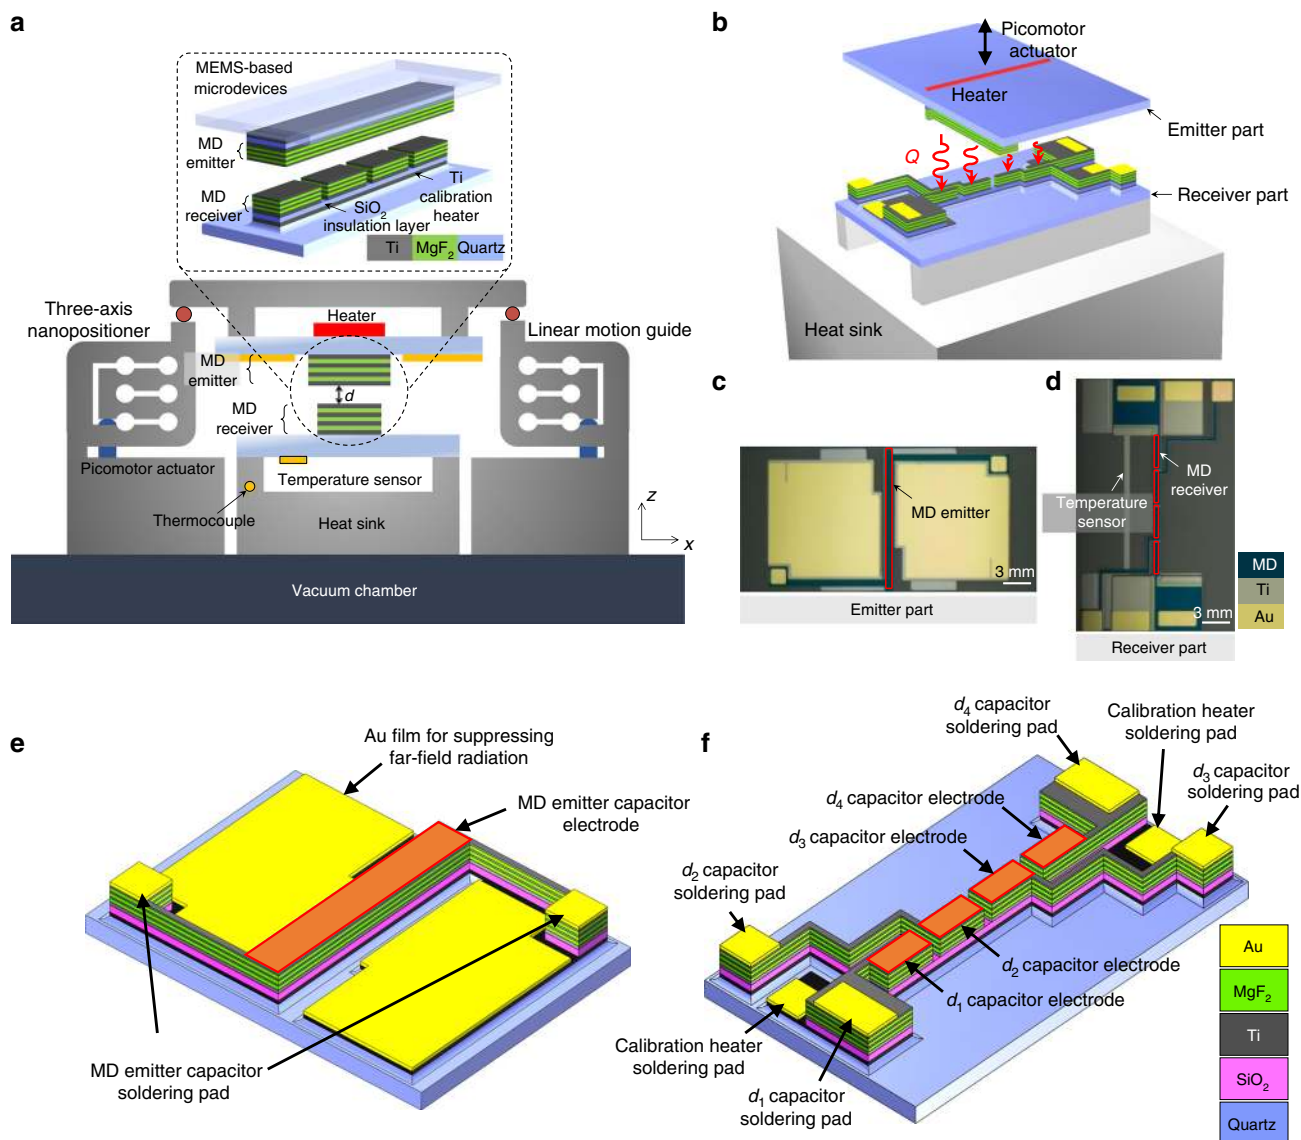 a
MEMS-based
microdevices
MD
emitter
MD
receiver
Ti
calibration
heater
SiO2
insulation layer
Ti
MgF2
Quartz
Three-axis
nanopositioner
Heater
Linear motion guide
MD
emitter
d
MD
receiver
Picomotor actuator
Temperature sensor
Thermocouple
Heat sink
z
x
Vacuum chamber
b
Picomotor
actuator
Heater
Emitter part
Q
Receiver part
Heat sink
c
MD emitter
3 mm
Emitter part
d
MD
receiver
Temperature
sensor
3 mm
Receiver part
MD
Ti
Au
e
Au film for suppressing
far-field radiation
MD emitter capacitor
electrode
MD emitter capacitor
soldering pad
f
d4 capacitor
soldering pad
Calibration heater
soldering pad
d3 capacitor
soldering pad
d4 capacitor electrode
d3 capacitor electrode
d2 capacitor
soldering pad
d2 capacitor electrode
d1 capacitor electrode
Calibration heater
soldering pad
d1 capacitor
soldering pad
Au
MgF2
Ti
SiO2
Quartz